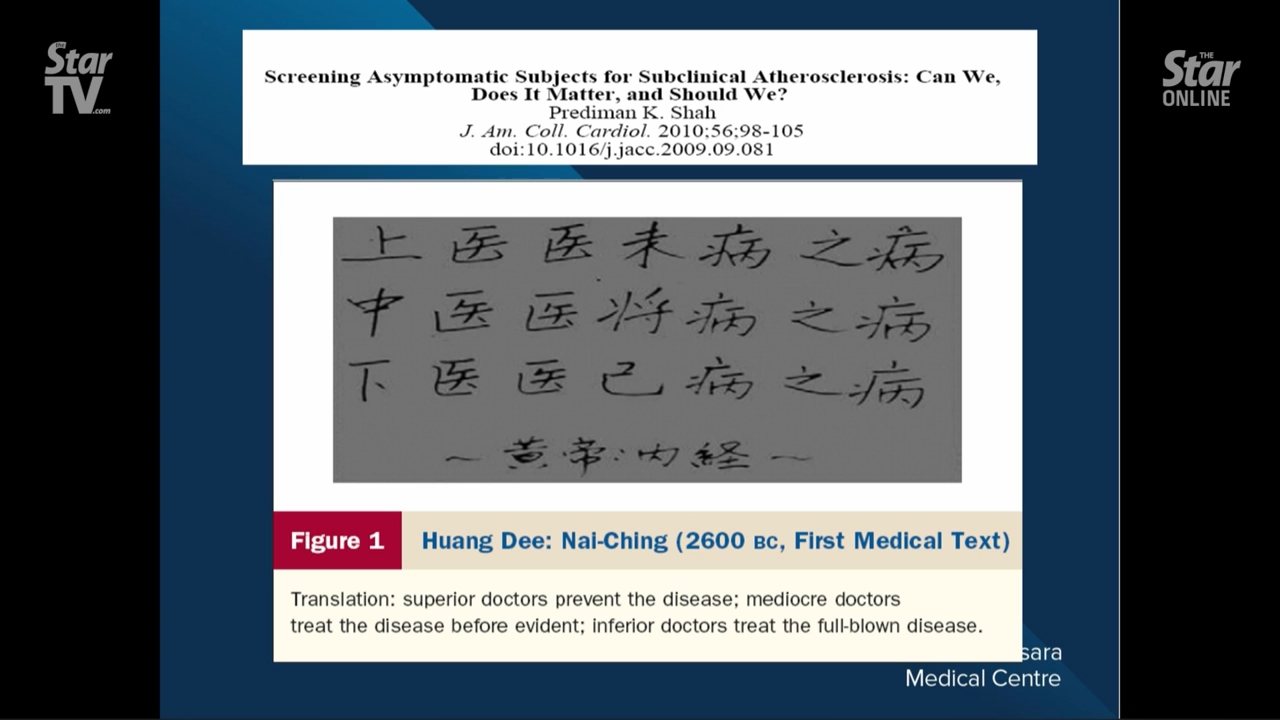 The Star TV.com
THE Star ONLINE
Screening Asymptomatic Subjects for Subclinical Atherosclerosis: Can We,
Does It Matter, and Should We?
Prediman K. Shah
J. Am. Coll. Cardiol. 2010;56;98-105
doi:10.1016/j.jacc.2009.09.081
上医医未病之病
中医医将病之病
下医医已病之病
~黄帝:内経~
Figure 1 Huang Dee: Nai-Ching (2600 BC, First Medical Text)
Translation: superior doctors prevent the disease; mediocre doctors
treat the disease before evident; inferior doctors treat the full-blown disease.
sara
Medical Centre